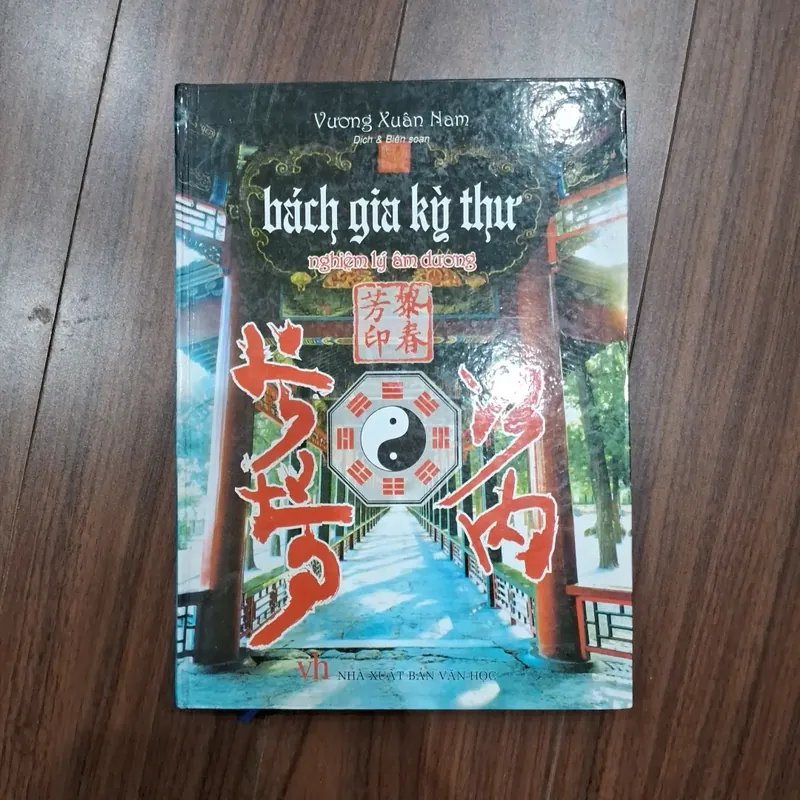 Vương Xuân Nam
Dịch & Biên soạn
bách gia kỳ thư
nghiệm lý âm dương
黎春
芳印
vh NHÀ XUẤT BẢN VĂN HỌC